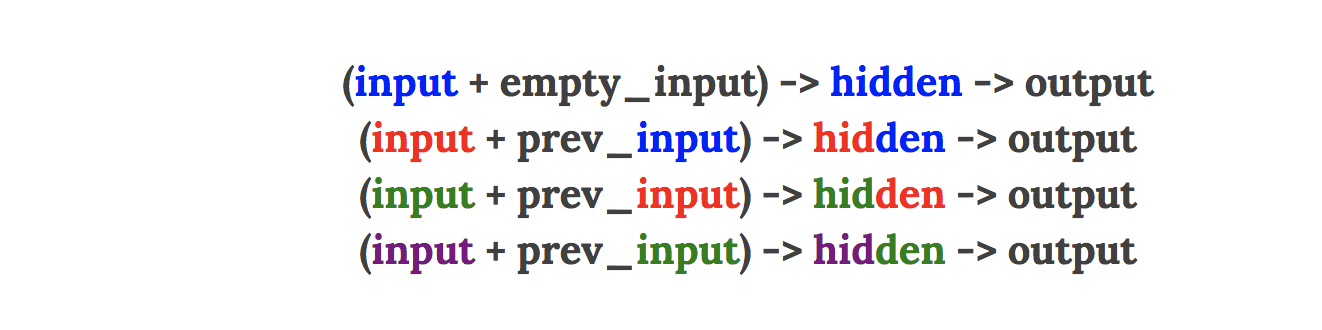 (input + empty_input) -> hidden -> output
(input + prev_input) -> hidden -> output
(input + prev_input) -> hidden -> output
(input + prev_input) -> hidden -> output